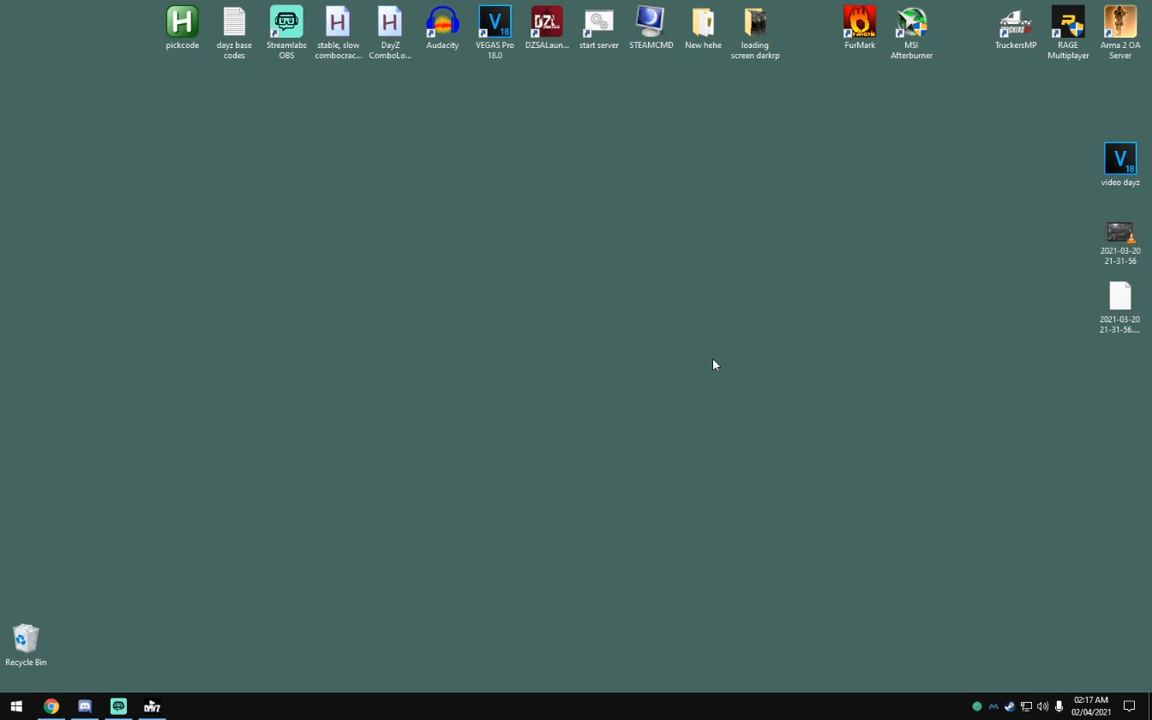 pickcode
dayz base
codes
Streamlabs
OBS
stable, slow
combocrac...
DayZ
ComboLo...
Audacity
VEGAS Pro
18.0
DZSALaun...
start server
STEAMCMD
New hehe
loading
screen darkrp
FurMark
MSI
Afterburner
TruckersMP
RAGE
Multiplayer
Arma 2 OA
Server
video dayz
2021-03-20
21-31-56
2021-03-20
21-31-56....
Recycle Bin
02:17 AM
02/04/2021